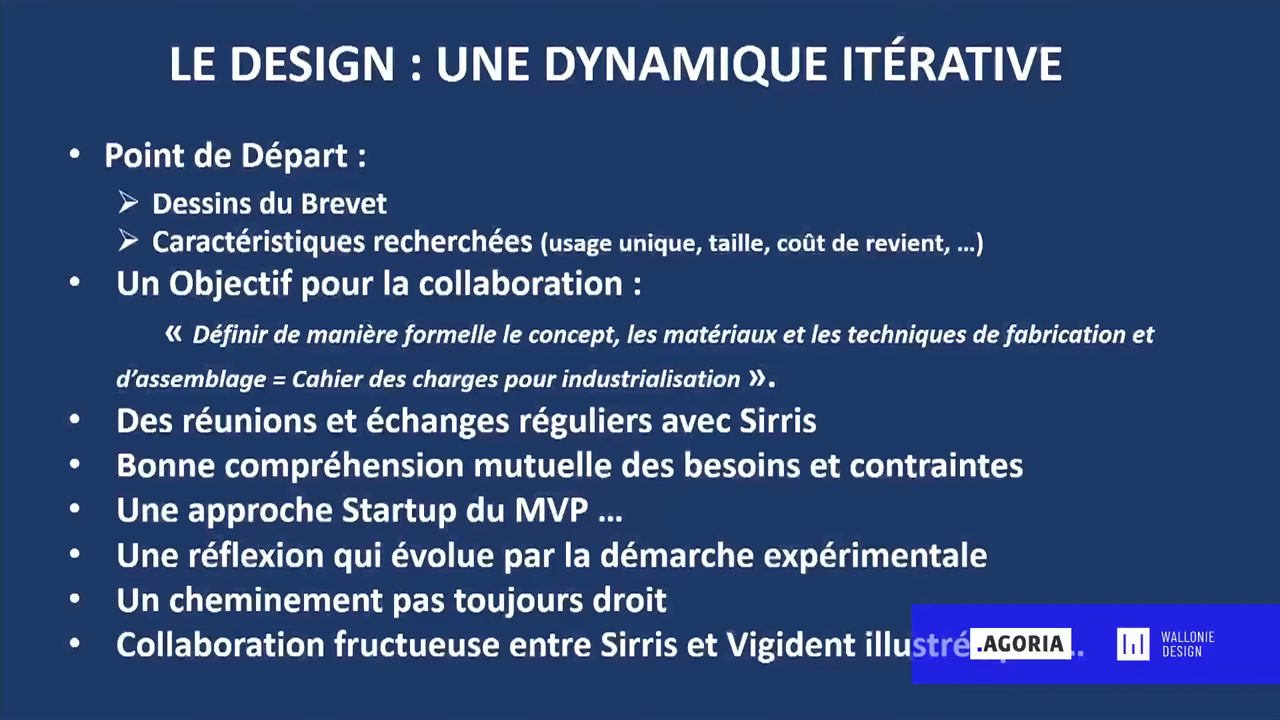 LE DESIGN : UNE DYNAMIQUE ITÉRATIVE
• Point de Départ :
➢ Dessins du Brevet
➢ Caractéristiques recherchées (usage unique, taille, coût de revient, …)
• Un Objectif pour la collaboration :
« Définir de manière formelle le concept, les matériaux et les techniques de fabrication et
d’assemblage = Cahier des charges pour industrialisation ».
• Des réunions et échanges réguliers avec Sirris
• Bonne compréhension mutuelle des besoins et contraintes
• Une approche Startup du MVP …
• Une réflexion qui évolue par la démarche expérimentale
• Un cheminement pas toujours droit
• Collaboration fructueuse entre Sirris et Vigident
.AGORIA
WALLONIE
DESIGN